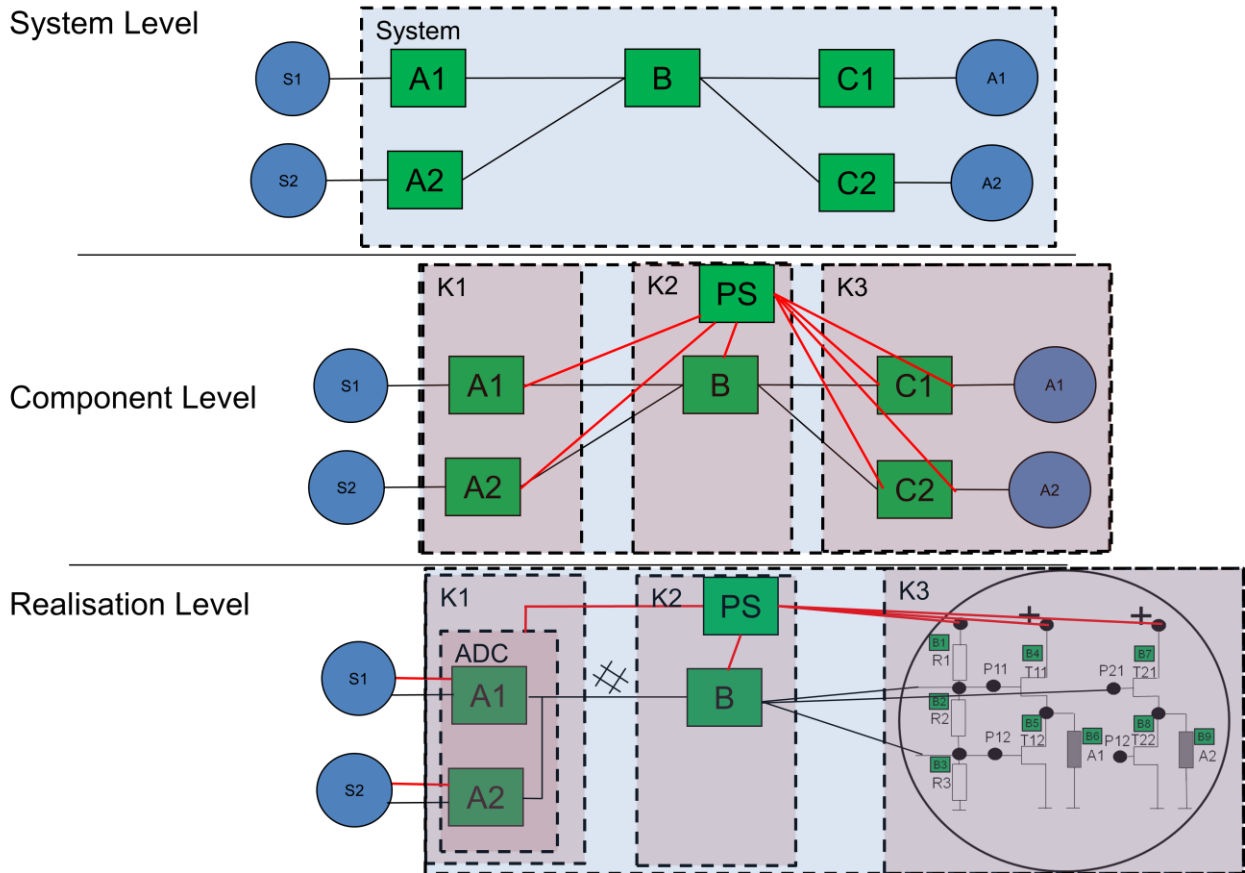 System Level
System
S1
A1
B
C1
A1
S2
A2
C2
A2
Component Level
K1
K2
K3
PS
S1
A1
B
C1
A1
S2
A2
C2
A2
Realisation Level
K1
K2
K3
PS
ADC
S1
A1
B
S2
A2
+
+
B1
R1
B4
T11
B7
T21
P11
P21
B2
R2
B5
T12
B8
T22
P12
P12
B6
A1
B9
A2
B3
R3